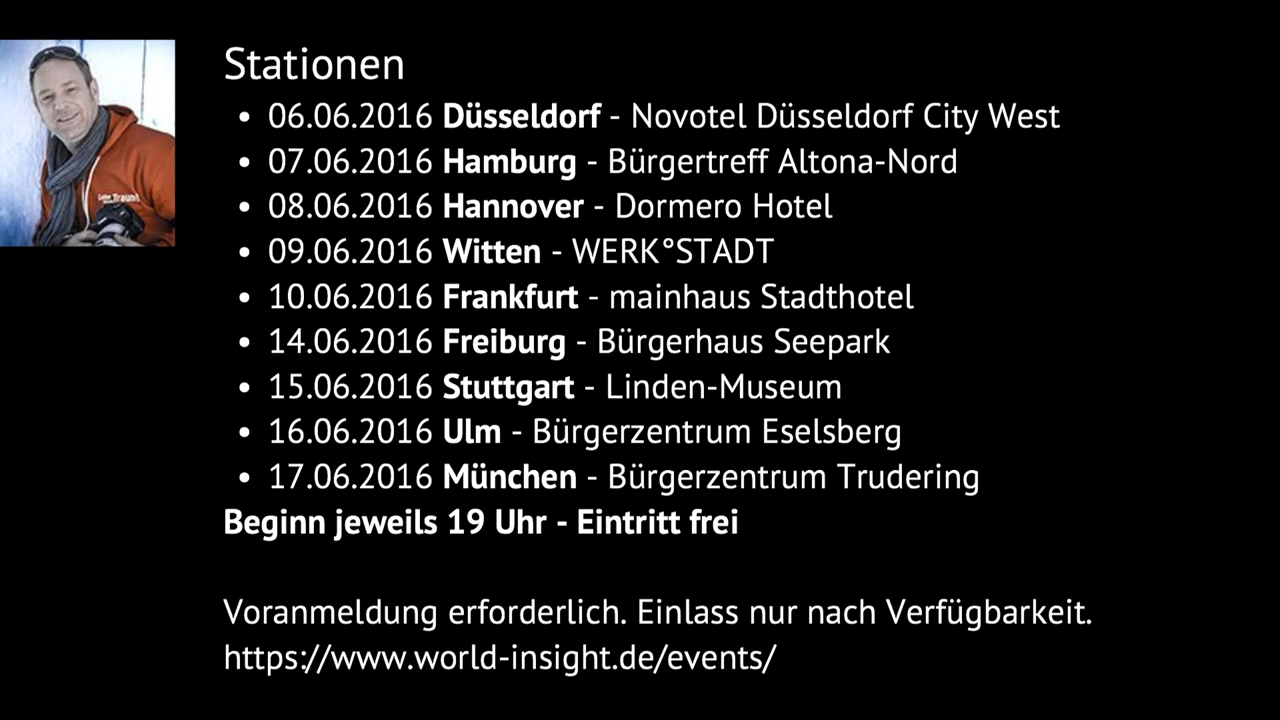 Stationen
• 06.06.2016 Düsseldorf - Novotel Düsseldorf City West
• 07.06.2016 Hamburg - Bürgertreff Altona-Nord
• 08.06.2016 Hannover - Dormero Hotel
• 09.06.2016 Witten - WERK°STADT
• 10.06.2016 Frankfurt - mainhaus Stadthotel
• 14.06.2016 Freiburg - Bürgerhaus Seepark
• 15.06.2016 Stuttgart - Linden-Museum
• 16.06.2016 Ulm - Bürgerzentrum Eselsberg
• 17.06.2016 München - Bürgerzentrum Trudering
Beginn jeweils 19 Uhr - Eintritt frei
Voranmeldung erforderlich. Einlass nur nach Verfügbarkeit.
https://www.world-insight.de/events/